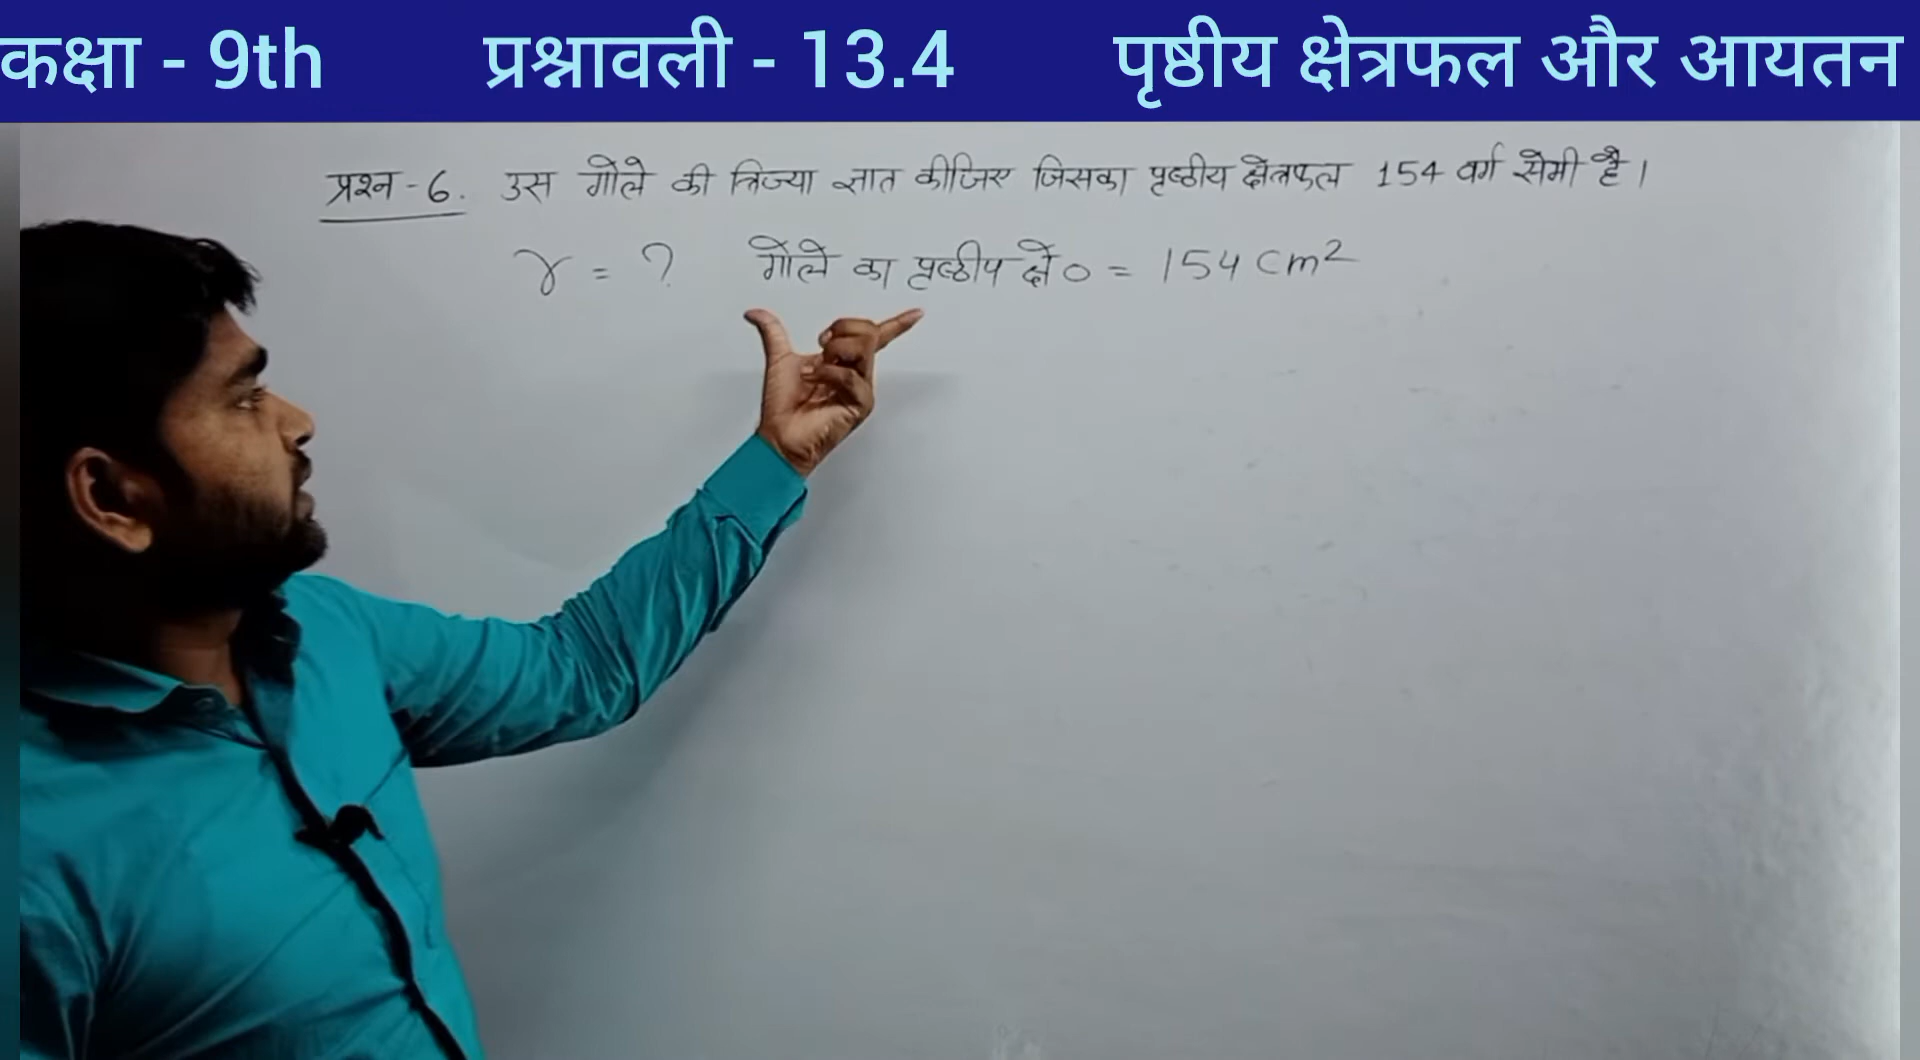 कक्षा - 9th प्रश्नावली - 13.4 पृष्ठीय क्षेत्रफल और आयतन
प्रश्न - 6. उस गोले की त्रिज्या ज्ञात कीजिए जिसका पृष्ठीय क्षेत्रफल 154 वर्ग सेमी है।
r = ? गोले का पृष्ठीय क्षे० = 154 cm²